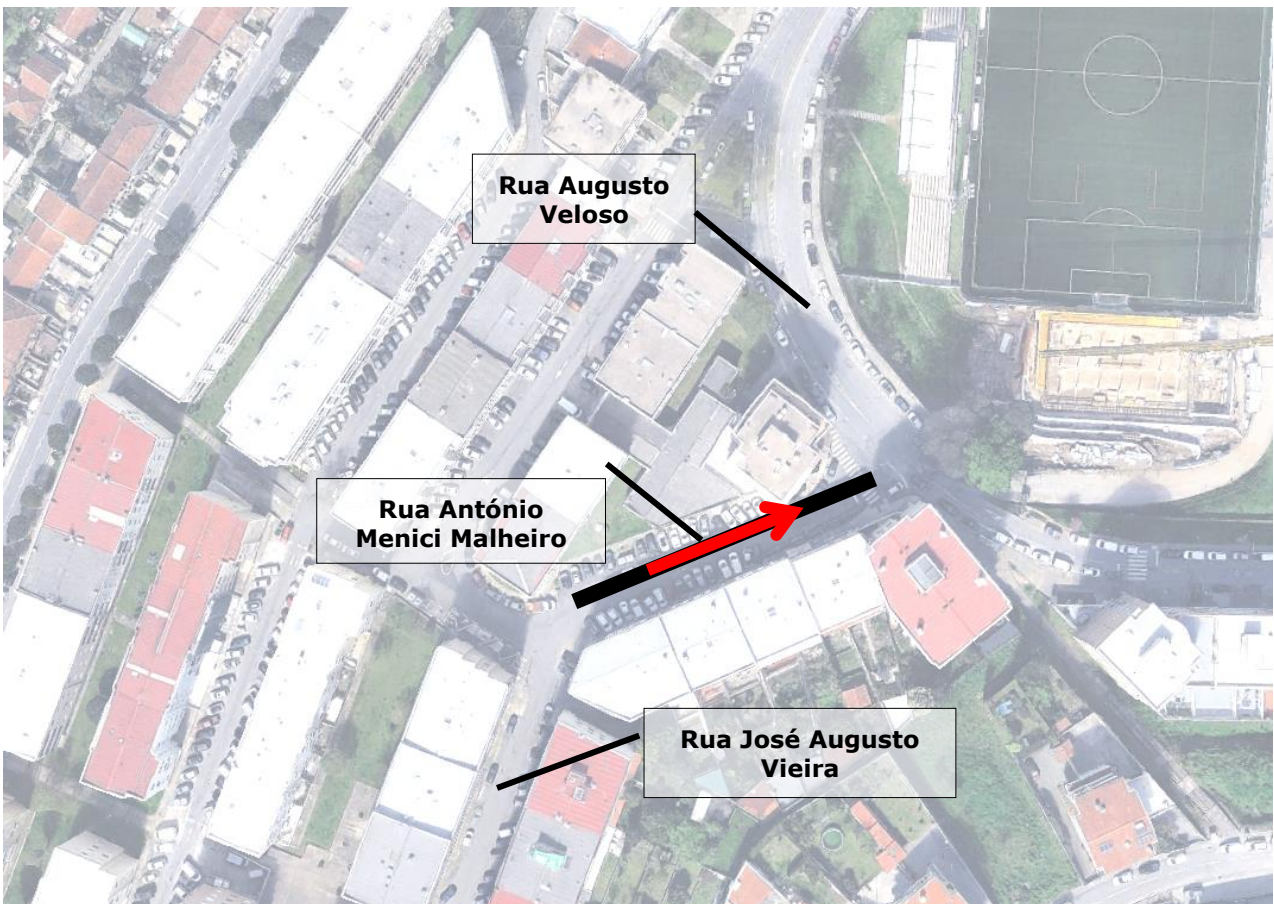 Rua Augusto
Veloso
Rua António
Menici Malheiro
Rua José Augusto
Vieira